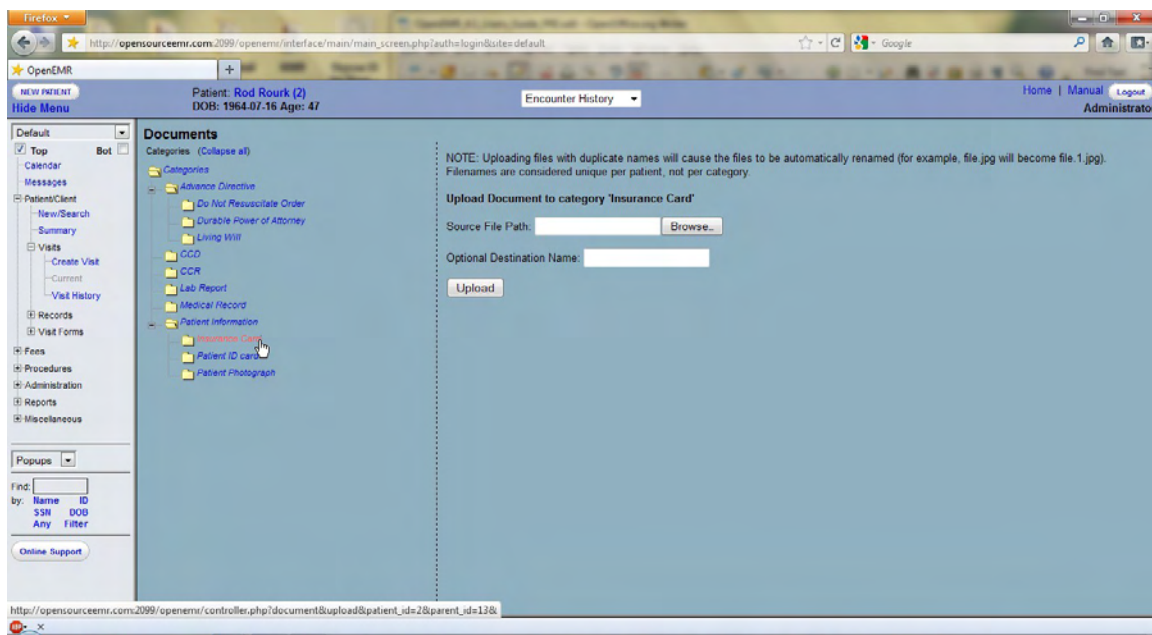 Firefox
http://opensourceemr.com:2099/openemr/interface/main/main_screen.php?auth=login&site=default
Google
OpenEMR
+
NEW PATIENT
Hide Menu
Patient: Rod Rourk (2)
DOB: 1964-07-16 Age: 47
Encounter History
Home | Manual Logout
Administrato
Default
Top Bot
Calendar
Messages
Patient/Client
New/Search
Summary
Visits
Create Visit
Current
Visit History
Records
Visit Forms
Fees
Procedures
Administration
Reports
Miscellaneous
Popups
Find:
by: Name ID
SSN DOB
Any Filter
Online Support
Documents
Categories (Collapse all)
Categories
Advance Directive
Do Not Resuscitate Order
Durable Power of Attorney
Living Will
CCD
CCR
Lab Report
Medical Record
Patient Information
Insurance Card
Patient ID card
Patient Photograph
NOTE: Uploading files with duplicate names will cause the files to be automatically renamed (for example, file.jpg will become file.1.jpg).
Filenames are considered unique per patient, not per category.
Upload Document to category 'Insurance Card'
Source File Path: Browse..
Optional Destination Name:
Upload
http://opensourceemr.com:2099/openemr/controller.php?document&upload&patient_id=2&parent_id=13&